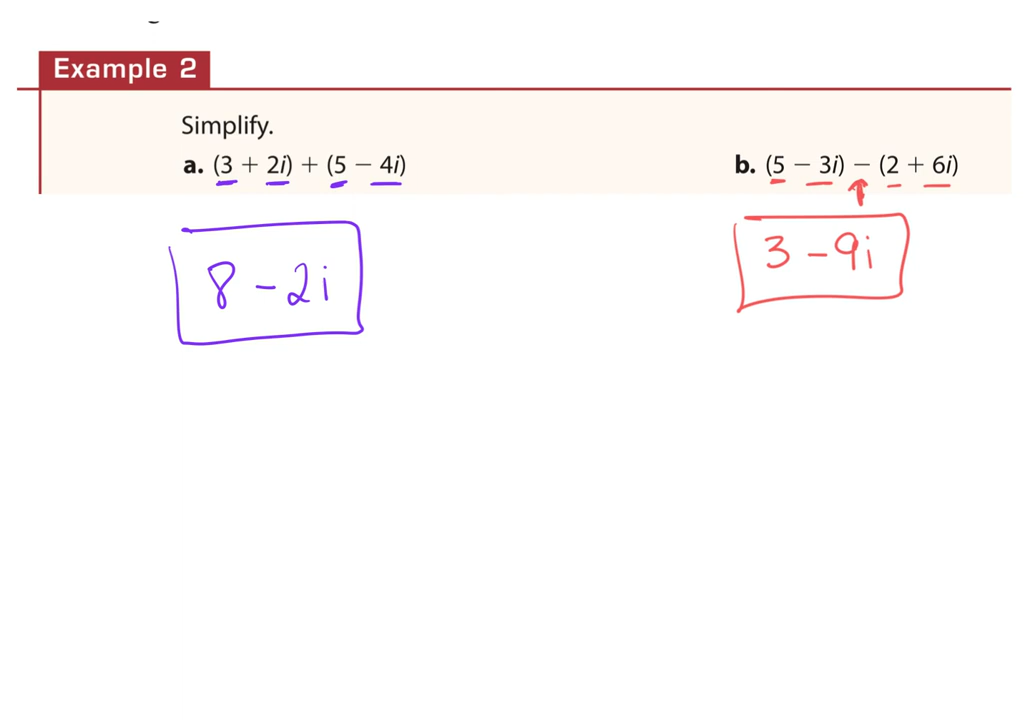 Example 2
Simplify.
a. (3 + 2i) + (5 − 4i)
b. (5 − 3i) − (2 + 6i)
8 − 2i
3 − 9i